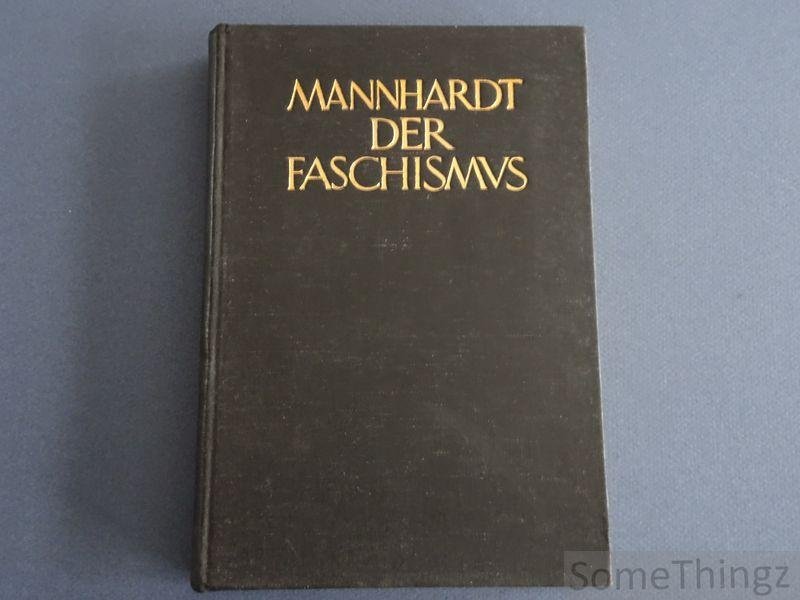 MANNHARDT
DER
FASCHISMVS
SomeThingz